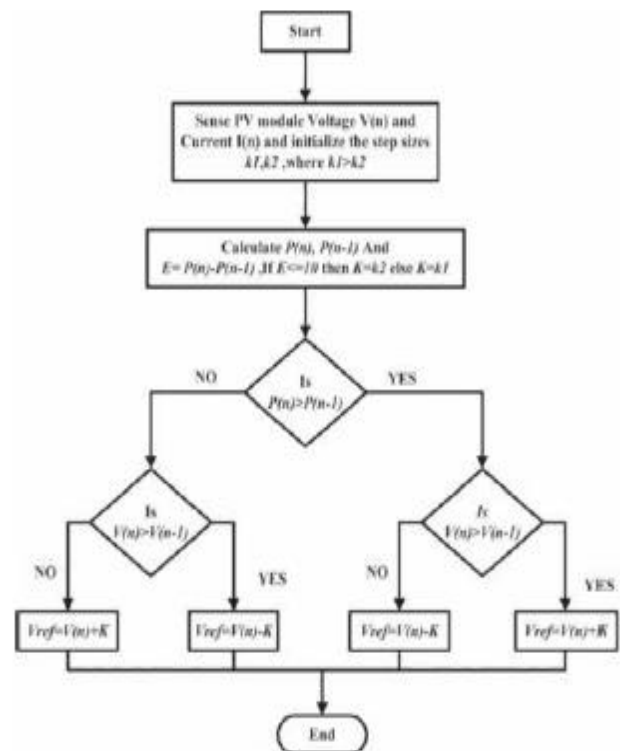 Start
Sense PV module Voltage V(n) and
Current I(n) and initialize the step sizes
k1,k2 ,where k1>k2
Calculate P(n), P(n-1) And
E= P(n)-P(n-1) ,If E<=10 then K=k2 else K=k1
NO
Is
P(n)>P(n-1)
YES
Is
V(n)>V(n-1)
Is
V(n)>V(n-1)
NO
YES
NO
YES
Vref=V(n)+K
Vref=V(n)-K
Vref=V(n)-K
Vref=V(n)+K
End